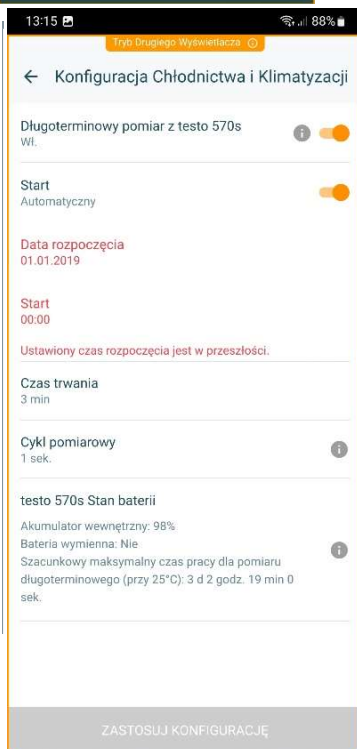 13:15 88%
Tryb Drugiego Wyświetlacza
Konfiguracja Chłodnictwa i Klimatyzacji
Długoterminowy pomiar z testo 570s
Wł.
Start
Automatyczny
Data rozpoczęcia
01.01.2019
Start
00:00
Ustawiony czas rozpoczęcia jest w przeszłości.
Czas trwania
3 min
Cykl pomiarowy
1 sek.
testo 570s Stan baterii
Akumulator wewnętrzny: 98%
Bateria wymienna: Nie
Szacunkowy maksymalny czas pracy dla pomiaru
długoterminowego (przy 25°C): 3 d 2 godz. 19 min 0
sek.
ZASTOSUJ KONFIGURACJĘ